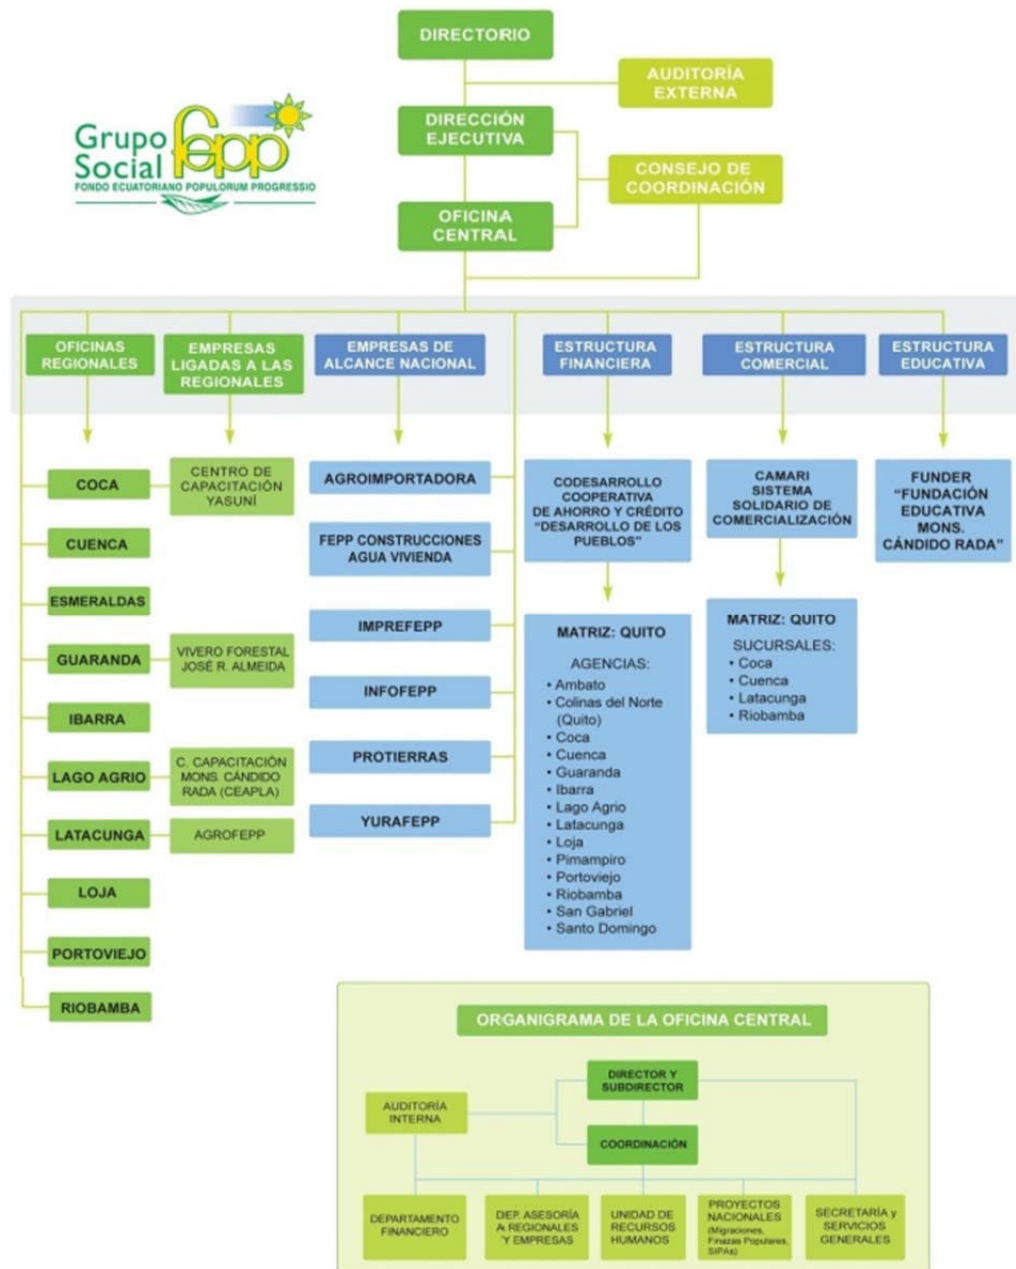 DIRECTORIO
AUDITORÍA
EXTERNA
Grupo
Social
fepp
FONDO ECUATORIANO POPULORUM PROGRESSIO
DIRECCIÓN
EJECUTIVA
CONSEJO DE
COORDINACIÓN
OFICINA
CENTRAL
OFICINAS
REGIONALES
EMPRESAS
LIGADAS A LAS
REGIONALES
EMPRESAS DE
ALCANCE NACIONAL
ESTRUCTURA
FINANCIERA
ESTRUCTURA
COMERCIAL
ESTRUCTURA
EDUCATIVA
COCA
CUENCA
ESMERALDAS
GUARANDA
IBARRA
LAGO AGRIO
LATACUNGA
LOJA
PORTOVIEJO
RIOBAMBA
CENTRO DE
CAPACITACIÓN
YASUNÍ
VIVERO FORESTAL
JOSÉ R. ALMEIDA
C. CAPACITACIÓN
MONS. CÁNDIDO
RADA (CEAPLA)
AGROFEPP
AGROIMPORTADORA
FEPP CONSTRUCCIONES
AGUA VIVIENDA
IMPREFEPP
INFOFEPP
PROTIERRAS
YURAFEPP
CODESARROLLO
COOPERATIVA
DE AHORRO Y CRÉDITO
“DESARROLLO DE LOS
PUEBLOS”
MATRIZ: QUITO
AGENCIAS:
• Ambato
• Colinas del Norte
(Quito)
• Coca
• Cuenca
• Guaranda
• Ibarra
• Lago Agrio
• Latacunga
• Loja
• Pimampiro
• Portoviejo
• Riobamba
• San Gabriel
• Santo Domingo
CAMARI
SISTEMA
SOLIDARIO DE
COMERCIALIZACIÓN
MATRIZ: QUITO
SUCURSALES:
• Coca
• Cuenca
• Latacunga
• Riobamba
FUNDER
“FUNDACIÓN
EDUCATIVA
MONS.
CÁNDIDO RADA”
ORGANIGRAMA DE LA OFICINA CENTRAL
DIRECTOR Y
SUBDIRECTOR
AUDITORÍA
INTERNA
COORDINACIÓN
DEPARTAMENTO
FINANCIERO
DEP. ASESORÍA
A REGIONALES
Y EMPRESAS
UNIDAD DE
RECURSOS
HUMANOS
PROYECTOS
NACIONALES
(Migraciones,
Finazas Populares,
SIPAs)
SECRETARÍA y
SERVICIOS
GENERALES